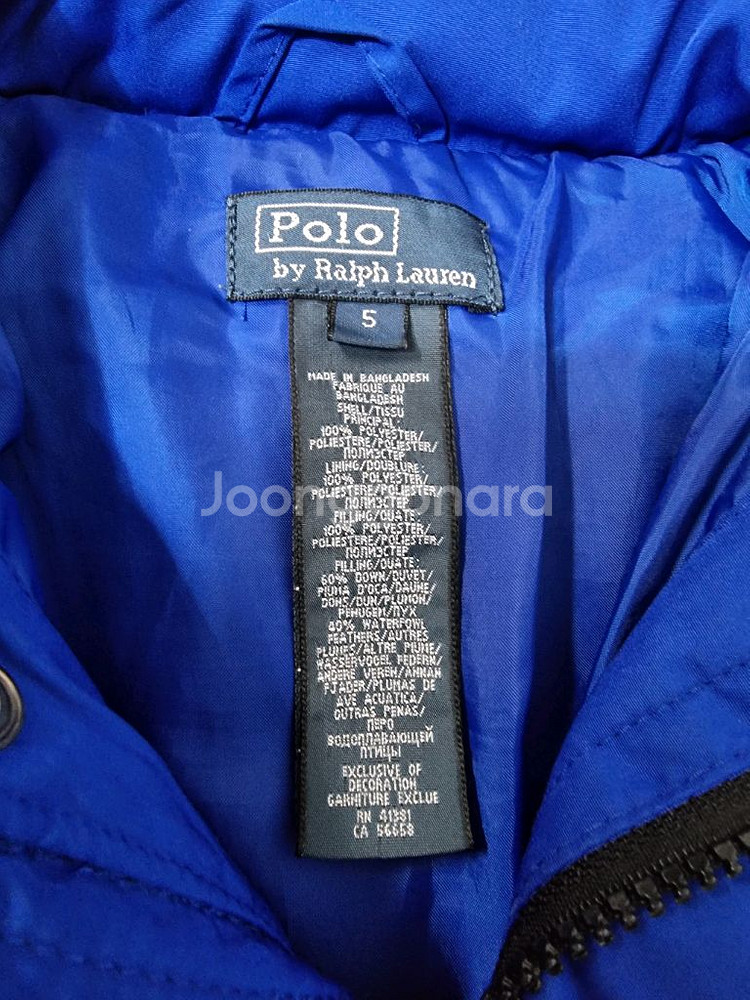 Polo
by Ralph Lauren
5
MADE IN BANGLADESH
FABRIQUE AU
BANGLADESH
SHELL/TISSU
PRINCIPAL:
100% POLYESTER/
POLIESTERE/POLIESTER/
ПОЛИЭСТЕР
LINING/DOUBLURE:
100% POLYESTER/
POLIESTERE/POLIESTER
ПОЛИЭСТЕР
FILLING/OUATE:
100% POLYESTER/
POLIESTERE/POLIESTER/
ПОЛИЭСТЕР
FILLING/OUATE:
60% DOWN/DUVET/
PIUMA D'OCA/DAUNE/
DONS/DUN/PLUMON/
PENUGEM/ПУХ
40% WATERFOWL
FEATHERS/AUTRES
PLUMES/ALTRE PIUME/
WASSERVOGEL FEDERN/
ANDERE VEREN/ANNAN
FJADER/PLUMAS DE
AVE ACUATICA/
OUTRAS PENAS/
ПЕРО
ВОДОПЛАВАЮЩЕЙ
ПТИЦЫ
EXCLUSIVE OF
DECORATION
GARNITURE EXCLUE
RN 41381
CA 56658